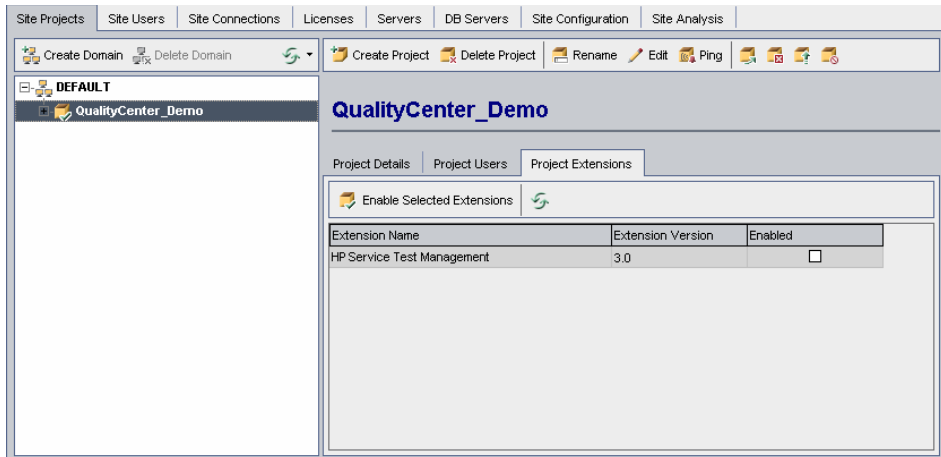 Site Projects Site Users Site Connections Licenses Servers DB Servers Site Configuration Site Analysis
Create Domain Delete Domain Create Project Delete Project Rename Edit Ping
DEFAULT
QualityCenter_Demo
QualityCenter_Demo
Project Details Project Users Project Extensions
Enable Selected Extensions
Extension Name Extension Version Enabled
HP Service Test Management 3.0